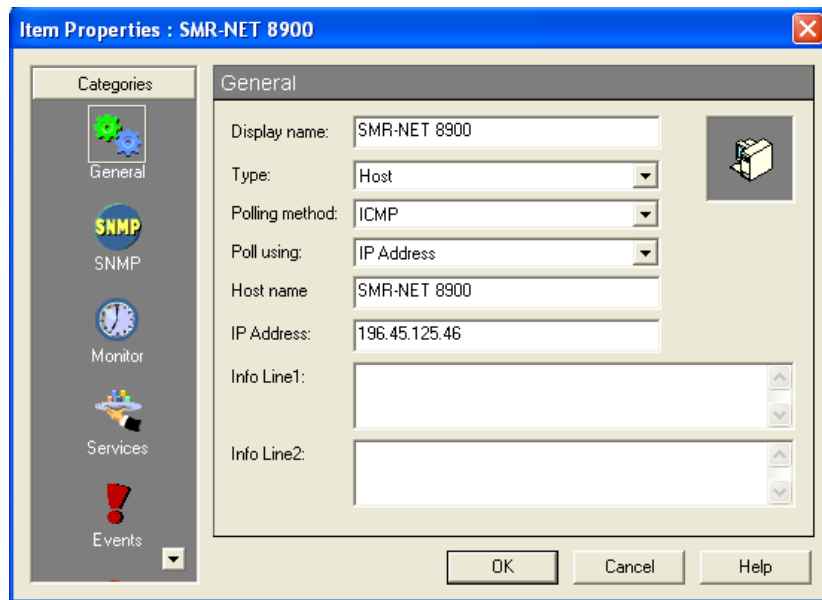 Item Properties : SMR-NET 8900
Categories
General
SNMP
SNMP
Monitor
Services
Events
General
Display name: SMR-NET 8900
Type: Host
Polling method: ICMP
Poll using: IP Address
Host name SMR-NET 8900
IP Address: 196.45.125.46
Info Line1:
Info Line2:
OK Cancel Help